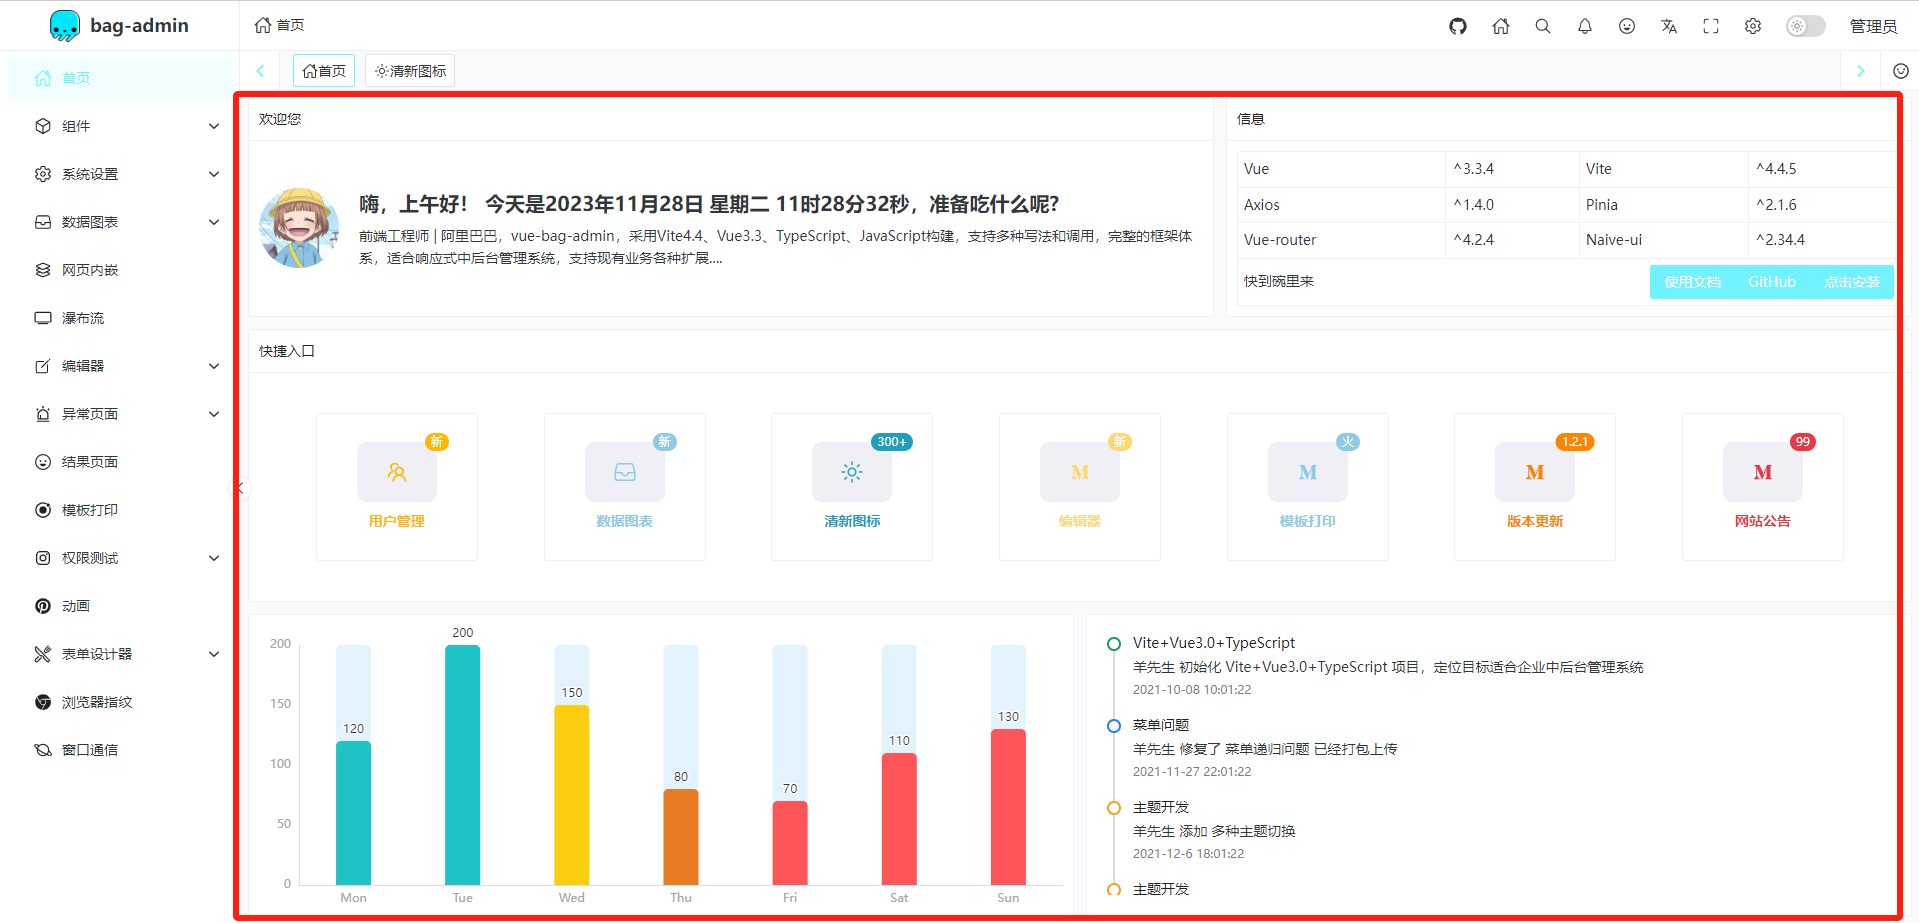 bag-admin
首页
管理员
首页
清新图标
首页
组件
系统设置
数据图表
网页内嵌
瀑布流
编辑器
异常页面
结果页面
模板打印
权限测试
动画
表单设计器
浏览器指纹
窗口通信
欢迎您
嗨，上午好！ 今天是2023年11月28日 星期二 11时28分32秒，准备吃什么呢?
前端工程师 | 阿里巴巴，vue-bag-admin，采用Vite4.4、Vue3.3、TypeScript、JavaScript构建，支持多种写法和调用，完整的框架体
系，适合响应式中后台管理系统，支持现有业务各种扩展....
信息
Vue ^3.3.4 Vite ^4.4.5
Axios ^1.4.0 Pinia ^2.1.6
Vue-router ^4.2.4 Naive-ui ^2.34.4
快到碗里来 使用文档 GitHub 点击安装
快捷入口
新 新 300+ 新 火 1.2.1 99
M M M M
用户管理 数据图表 清新图标 编辑器 模板打印 版本更新 网站公告
200
150
100
50
0
120 200 150 80 70 110 130
Mon Tue Wed Thu Fri Sat Sun
Vite+Vue3.0+TypeScript
羊先生 初始化 Vite+Vue3.0+TypeScript 项目，定位目标适合企业中后台管理系统
2021-10-08 10:01:22
菜单问题
羊先生 修复了 菜单递归问题 已经打包上传
2021-11-27 22:01:22
主题开发
羊先生 添加 多种主题切换
2021-12-6 18:01:22
主题开发